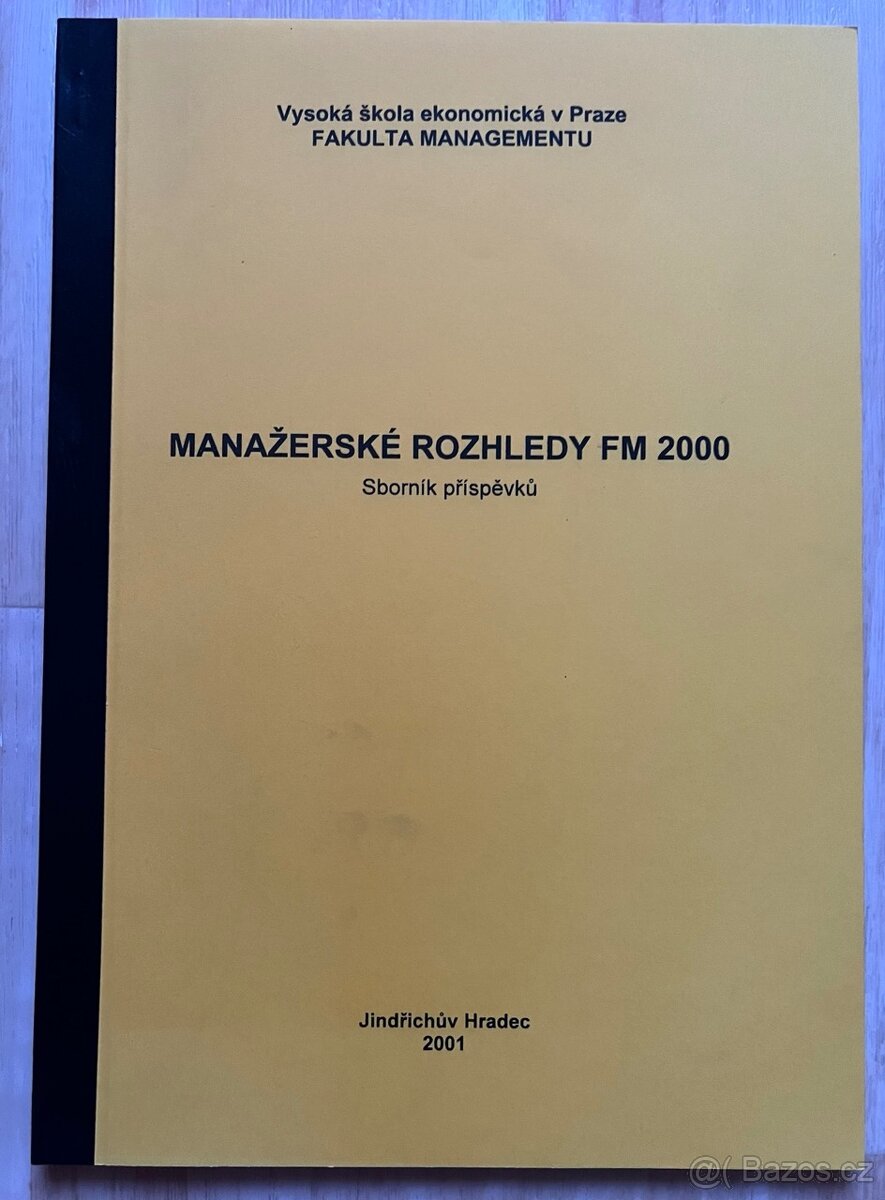 Vysoká škola ekonomická v Praze
FAKULTA MANAGEMENTU
MANAŽERSKÉ ROZHLEDY FM 2000
Sborník příspěvků
Jindřichův Hradec
2001
@( Bazos.cz